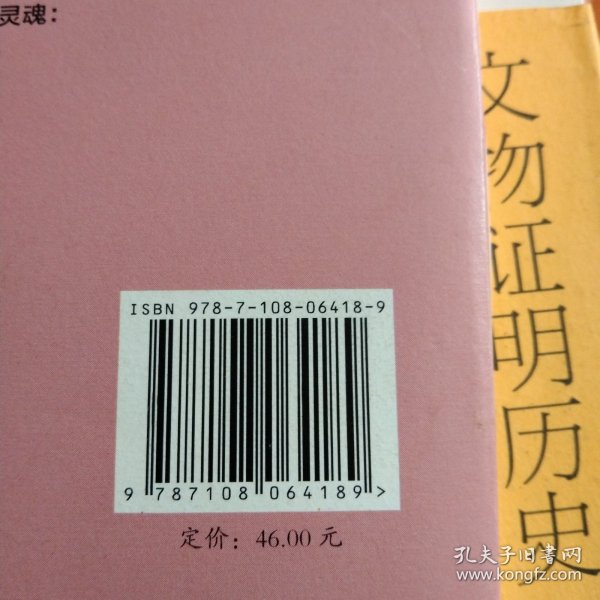 灵魂：
文物证明历史
ISBN 978-7-108-06418-9
9 787108 064189 >
定价：46.00 元
孔夫子旧书网
www.kongfz.com